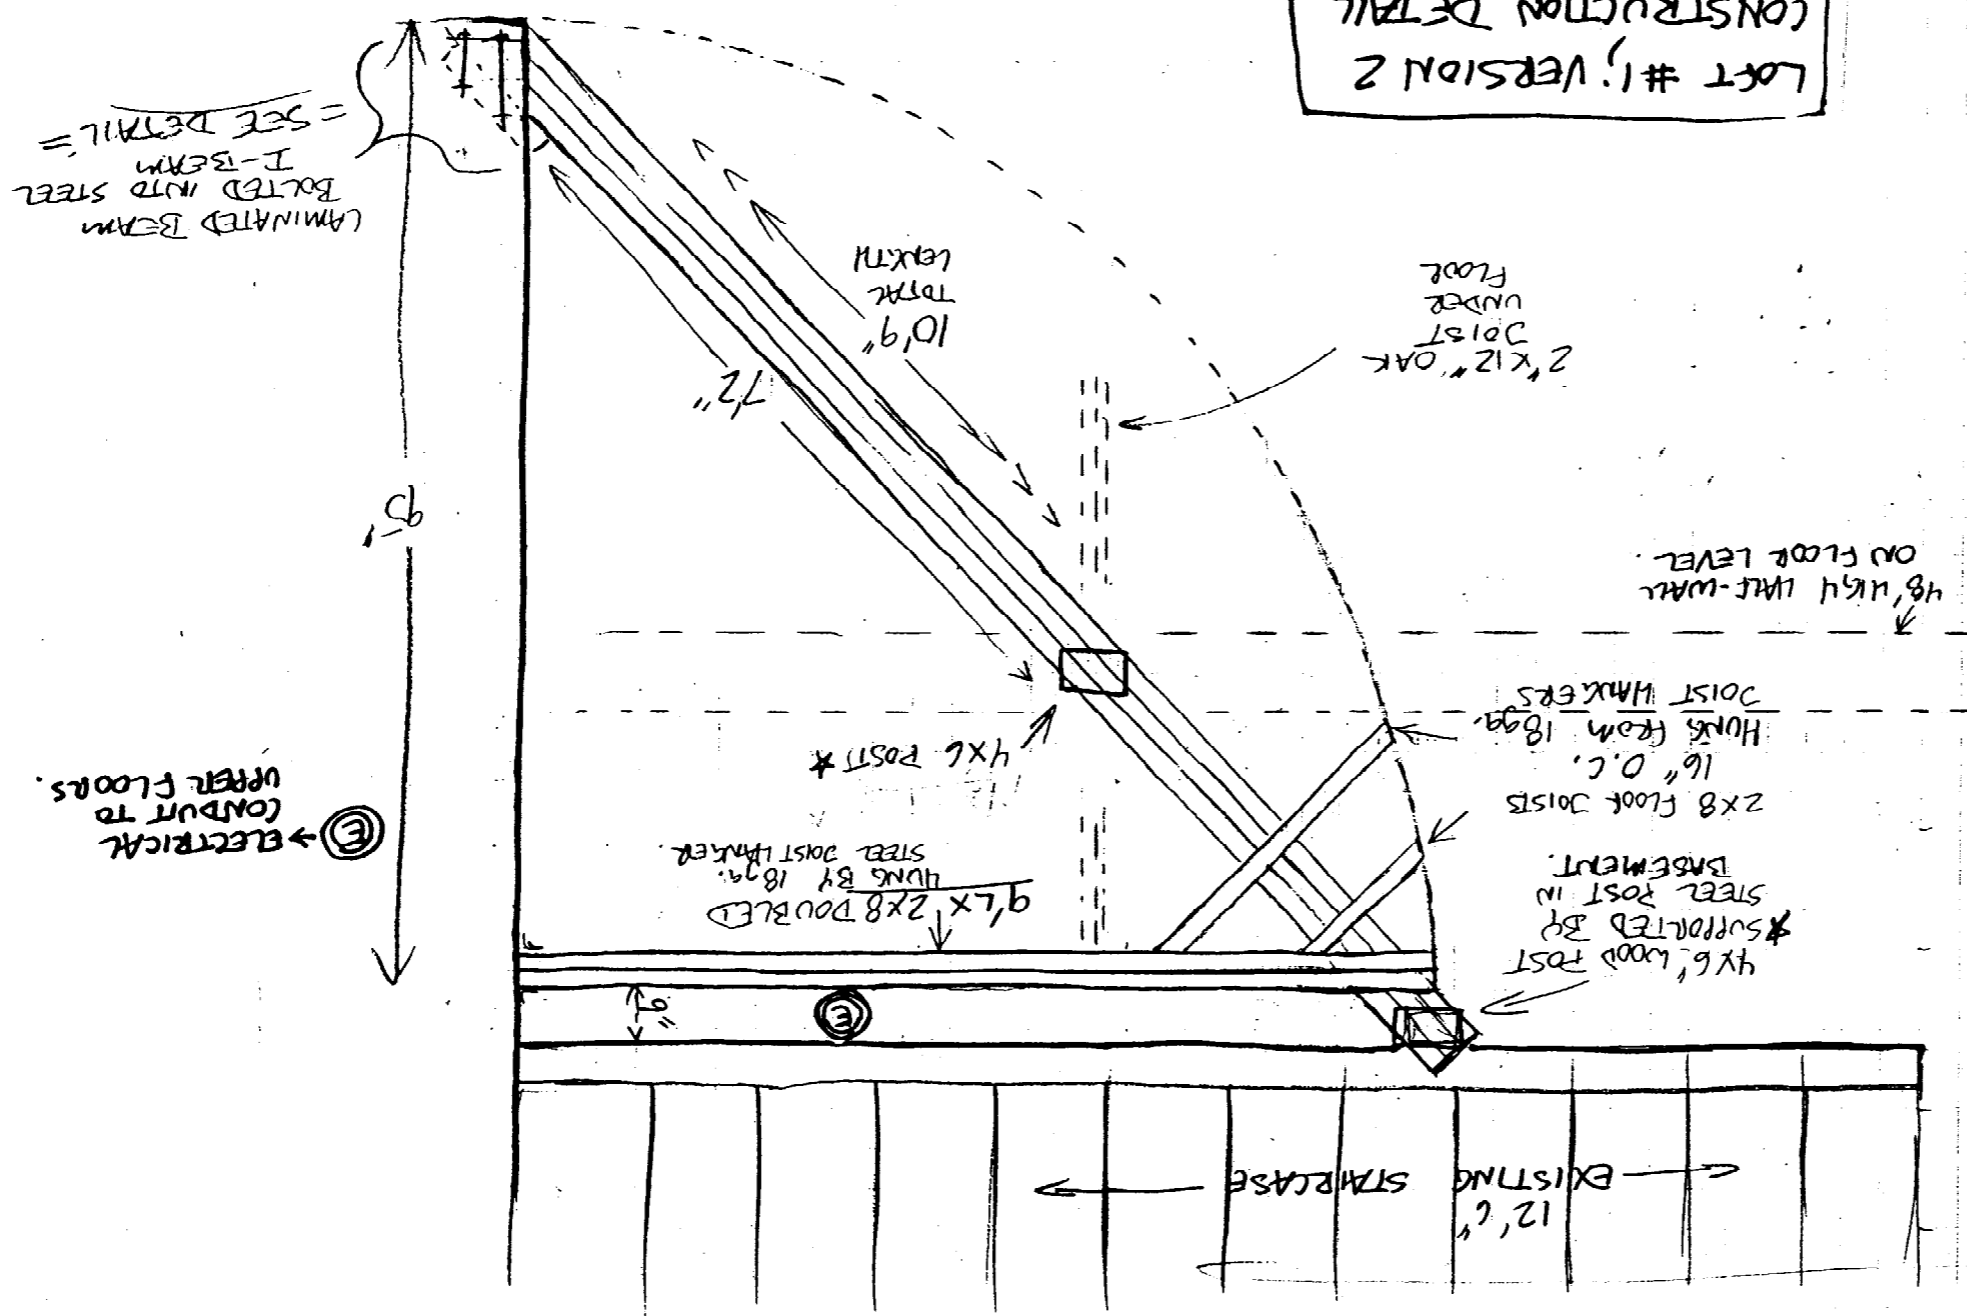 12'6"
EXISTING STAIRCASE
E
9"
4X6" WOOD POST
★SUPPORTED BY
STEEL POST IN
BASEMENT.
9'L X 2X8 DOUBLED
HUNG BY 18ga.
STEEL JOIST HANGER.
E → ELECTRICAL
CONDUIT TO
UPPER FLOORS.
2X8 FLOOR JOISTS
16" O.C.
HUNG FROM 18ga.
JOIST HANGERS
4X6 POST ★
48" HIGH HALF-WALL
ON FLOOR LEVEL.
2"X12" OAK
JOIST
UNDER
FLOOR
7'2"
10'9"
TOTAL
LENGTH
LAMINATED BEAM
BOLTED INTO STEEL
I-BEAM
=SEE DETAIL=
LOFT #1; VERSION 2
CONSTRUCTION DETAIL